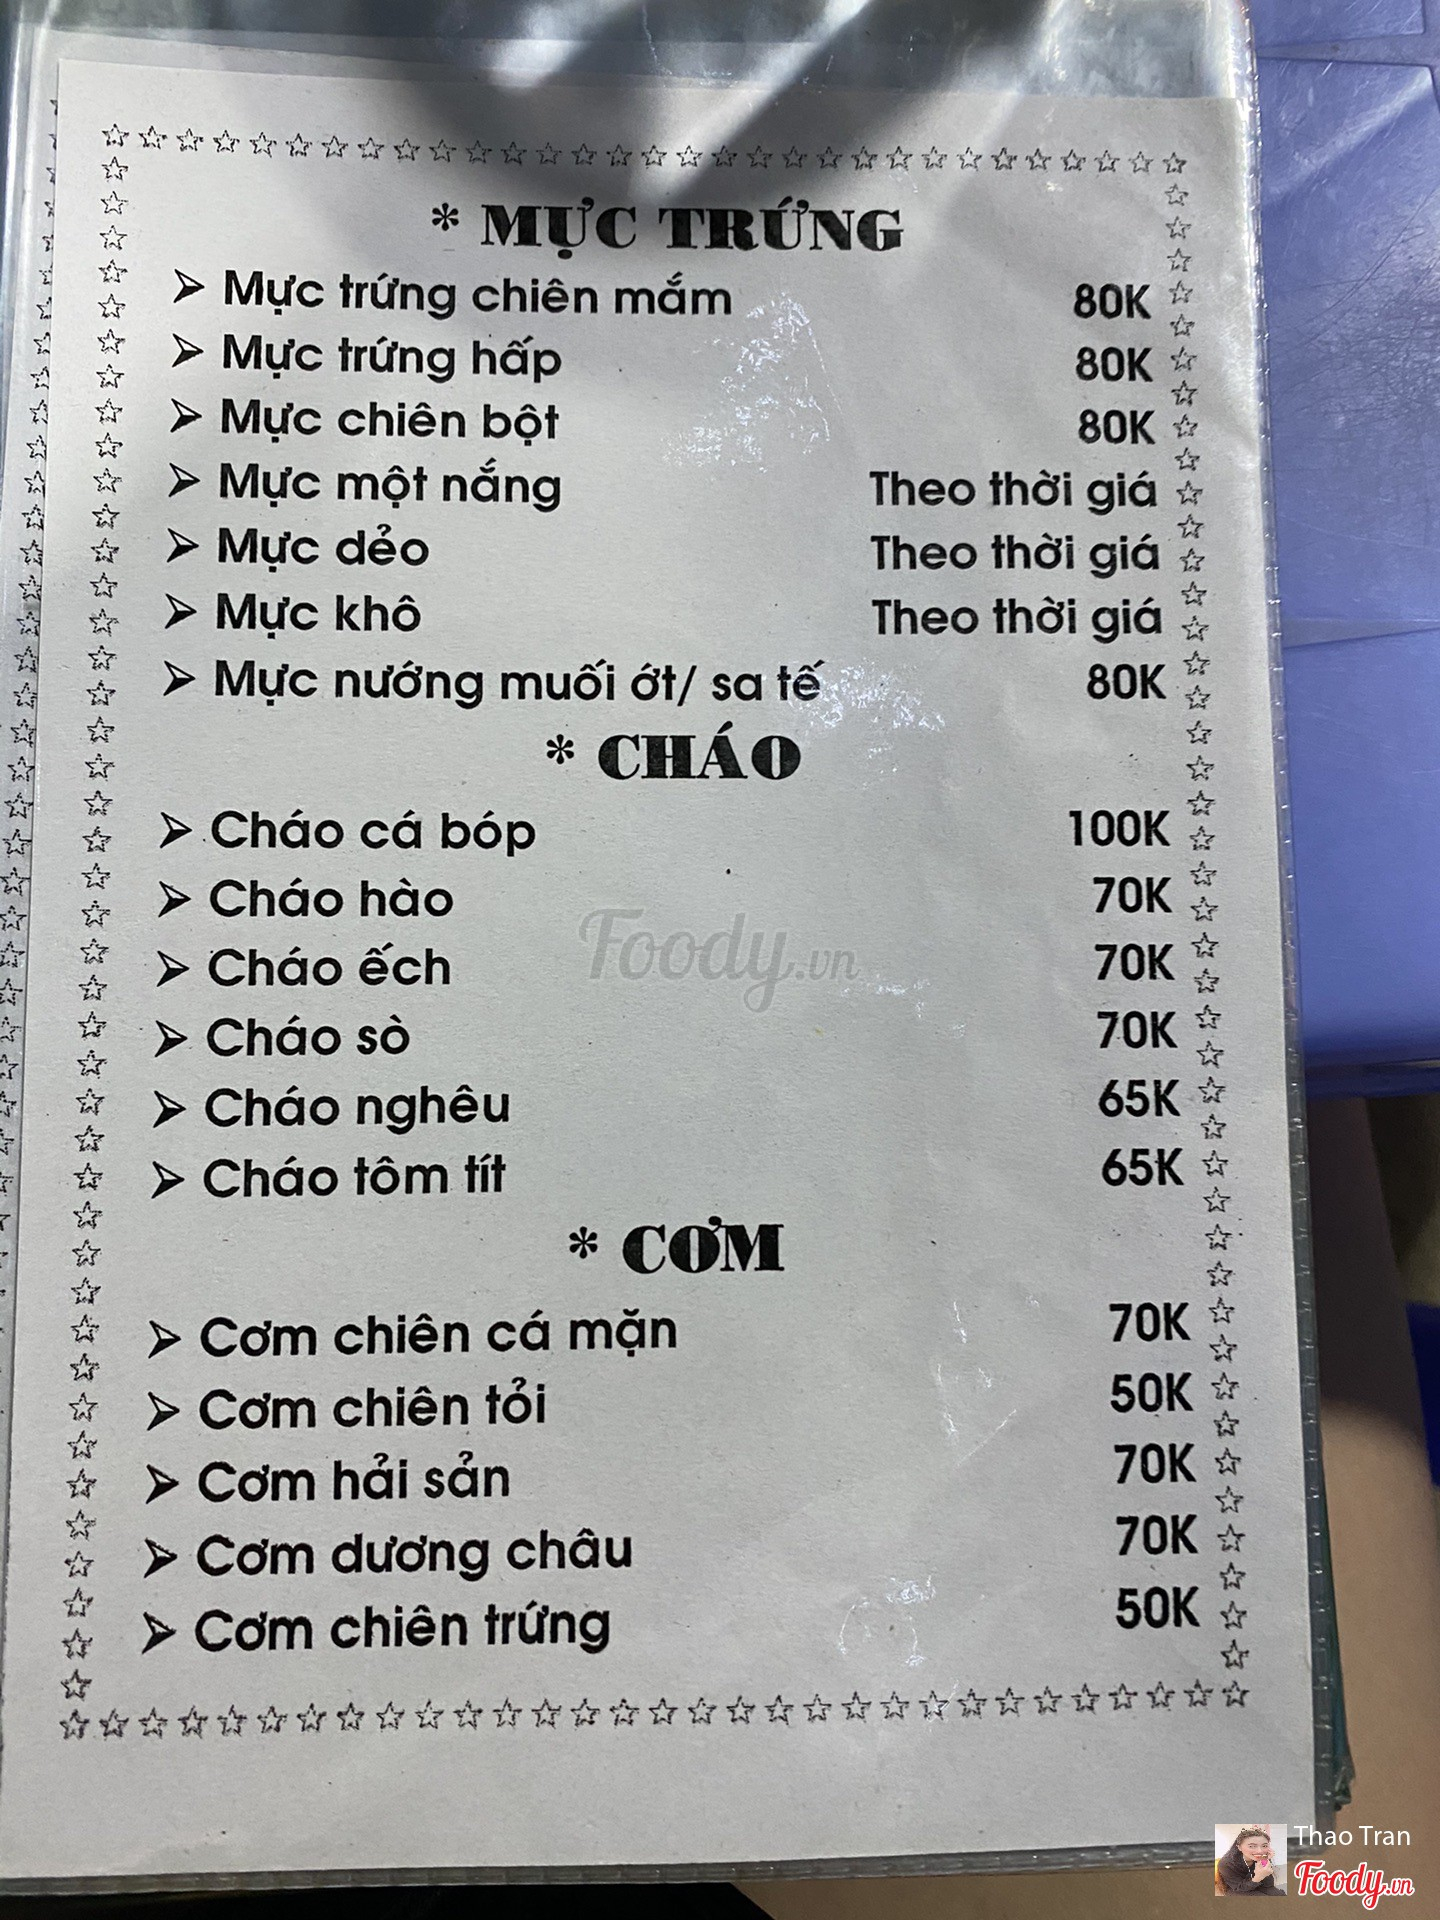 * MỰC TRỨNG
➢ Mực trứng chiên mắm 80K
➢ Mực trứng hấp 80K
➢ Mực chiên bột 80K
➢ Mực một nắng Theo thời giá
➢ Mực dẻo Theo thời giá
➢ Mực khô Theo thời giá
➢ Mực nướng muối ớt/ sa tế 80K
* CHÁO
➢ Cháo cá bóp 100K
➢ Cháo hào 70K
➢ Cháo ếch 70K
➢ Cháo sò 70K
➢ Cháo nghêu 65K
➢ Cháo tôm tít 65K
* CƠM
➢ Cơm chiên cá mặn 70K
➢ Cơm chiên tỏi 50K
➢ Cơm hải sản 70K
➢ Cơm dương châu 70K
➢ Cơm chiên trứng 50K
Foody.vn
Thao Tran
Foody.vn